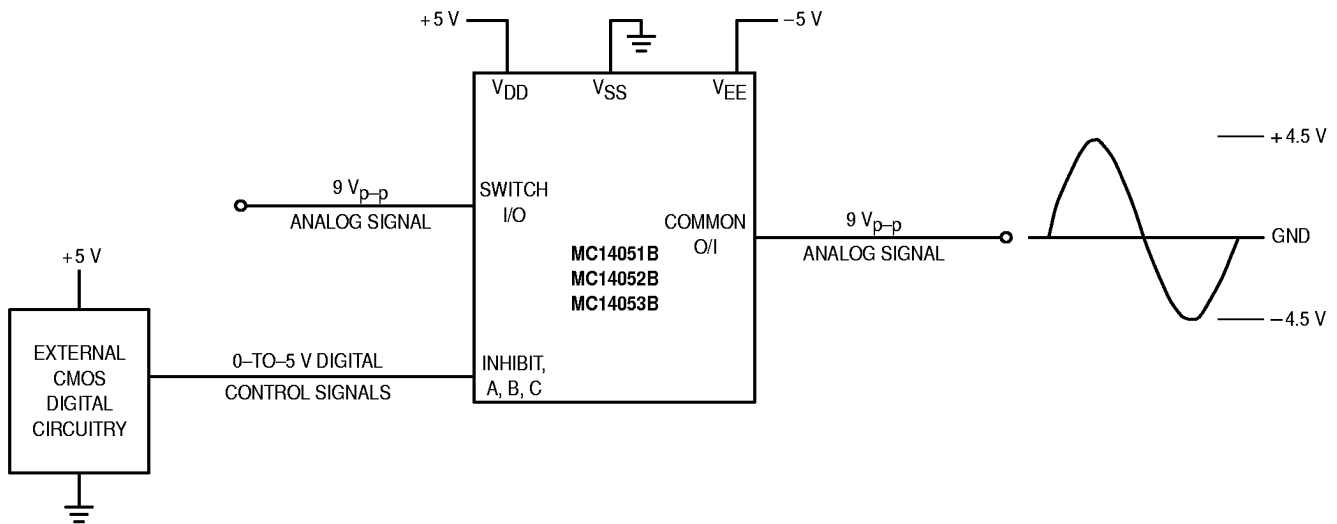 +5 V
−5 V
VDD
VSS
VEE
9 Vp–p
ANALOG SIGNAL
SWITCH
I/O
COMMON
O/I
9 Vp–p
ANALOG SIGNAL
+4.5 V
GND
−4.5 V
MC14051B
MC14052B
MC14053B
+5 V
EXTERNAL
CMOS
DIGITAL
CIRCUITRY
0–TO–5 V DIGITAL
CONTROL SIGNALS
INHIBIT,
A, B, C